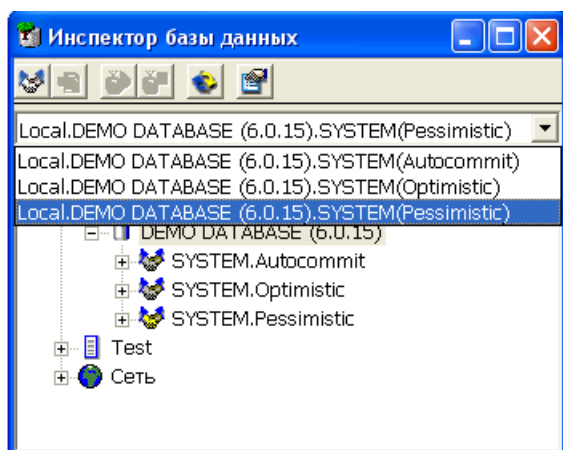 Инспектор базы данных
Local.DEMO DATABASE (6.0.15).SYSTEM(Pessimistic)
Local.DEMO DATABASE (6.0.15).SYSTEM(Autocommit)
Local.DEMO DATABASE (6.0.15).SYSTEM(Optimistic)
Local.DEMO DATABASE (6.0.15).SYSTEM(Pessimistic)
DEMO DATABASE (6.0.15)
SYSTEM.Autocommit
SYSTEM.Optimistic
SYSTEM.Pessimistic
Test
Сеть